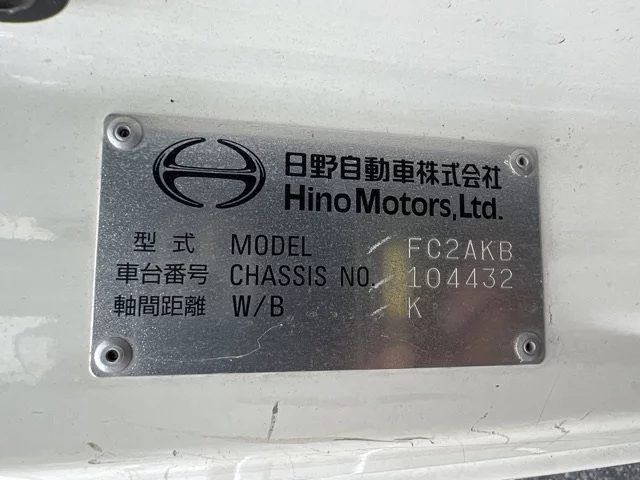 日野自動車株式会社
Hino Motors, Ltd.
型式 MODEL FC2AKB
車台番号 CHASSIS NO. 104432
軸間距離 W/B K